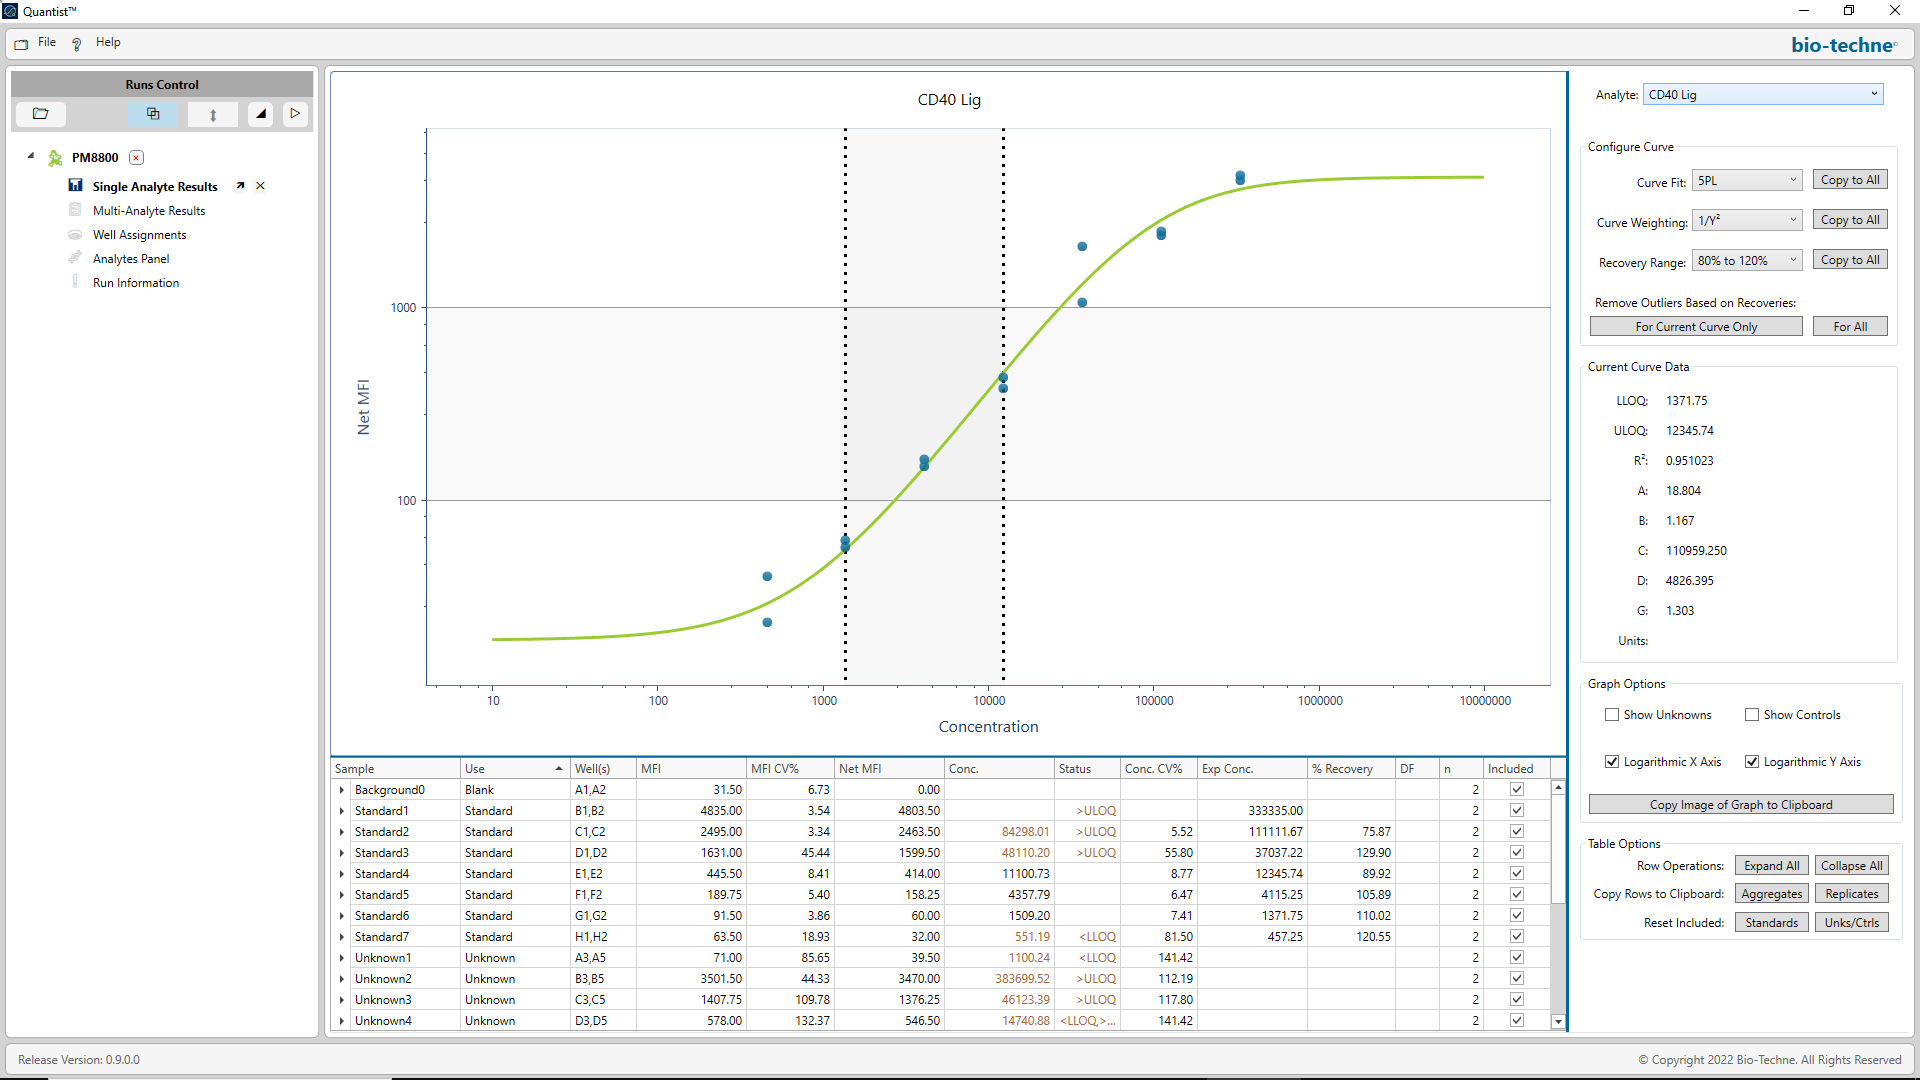 Quantist™
File Help
bio-techne
Runs Control
PM8800
Single Analyte Results
Multi-Analyte Results
Well Assignments
Analytes Panel
Run Information
CD40 Lig
Net MFI
1000
100
10 100 1000 10000 100000 1000000 10000000
Concentration
Analyte: CD40 Lig
Configure Curve
Curve Fit: 5PL Copy to All
Curve Weighting: 1/Y² Copy to All
Recovery Range: 80% to 120% Copy to All
Remove Outliers Based on Recoveries:
For Current Curve Only For All
Current Curve Data
LLOQ: 1371.75
ULOQ: 12345.74
R²: 0.951023
A: 18.804
B: 1.167
C: 110959.250
D: 4826.395
G: 1.303
Units:
Graph Options
Show Unknowns Show Controls
Logarithmic X Axis Logarithmic Y Axis
Copy Image of Graph to Clipboard
Table Options
Row Operations: Expand All Collapse All
Copy Rows to Clipboard: Aggregates Replicates
Reset Included: Standards Unks/Ctrls
Sample Use Well(s) MFI MFI CV% Net MFI Conc. Status Conc. CV% Exp Conc. % Recovery DF n Included
Background0 Blank A1,A2 31.50 6.73 0.00 2
Standard1 Standard B1,B2 4835.00 3.54 4803.50 >ULOQ 333335.00 2
Standard2 Standard C1,C2 2495.00 3.34 2463.50 84298.01 >ULOQ 5.52 111111.67 75.87 2
Standard3 Standard D1,D2 1631.00 45.44 1599.50 48110.20 >ULOQ 55.80 37037.22 129.90 2
Standard4 Standard E1,E2 445.50 8.41 414.00 11100.73 8.77 12345.74 89.92 2
Standard5 Standard F1,F2 189.75 5.40 158.25 4357.79 6.47 4115.25 105.89 2
Standard6 Standard G1,G2 91.50 3.86 60.00 1509.20 7.41 1371.75 110.02 2
Standard7 Standard H1,H2 63.50 18.93 32.00 551.19 <LLOQ 81.50 457.25 120.55 2
Unknown1 Unknown A3,A5 71.00 85.65 39.50 1100.24 <LLOQ 141.42 2
Unknown2 Unknown B3,B5 3501.50 44.33 3470.00 383699.52 >ULOQ 112.19 2
Unknown3 Unknown C3,C5 1407.75 109.78 1376.25 46123.39 >ULOQ 117.80 2
Unknown4 Unknown D3,D5 578.00 132.37 546.50 14740.88 <LLOQ,>... 141.42 2
Release Version: 0.9.0.0
© Copyright 2022 Bio-Techne. All Rights Reserved